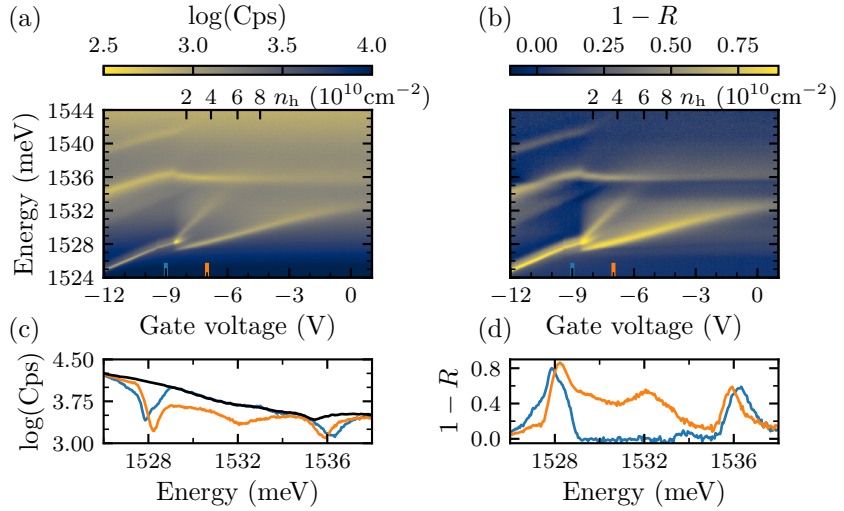 (a)
log(Cps)
2.5 3.0 3.5 4.0
2 4 6 8 n_h (10^10 cm^−2)
1544
1540
1536
1532
1528
1524
Energy (meV)
−12 −9 −6 −3 0
Gate voltage (V)
(b)
1 − R
0.00 0.25 0.50 0.75
2 4 6 8 n_h (10^10 cm^−2)
−12 −9 −6 −3 0
Gate voltage (V)
(c)
log(Cps)
4.50
3.75
3.00
1528 1532 1536
Energy (meV)
(d)
1 − R
0.8
0.4
0.0
1528 1532 1536
Energy (meV)